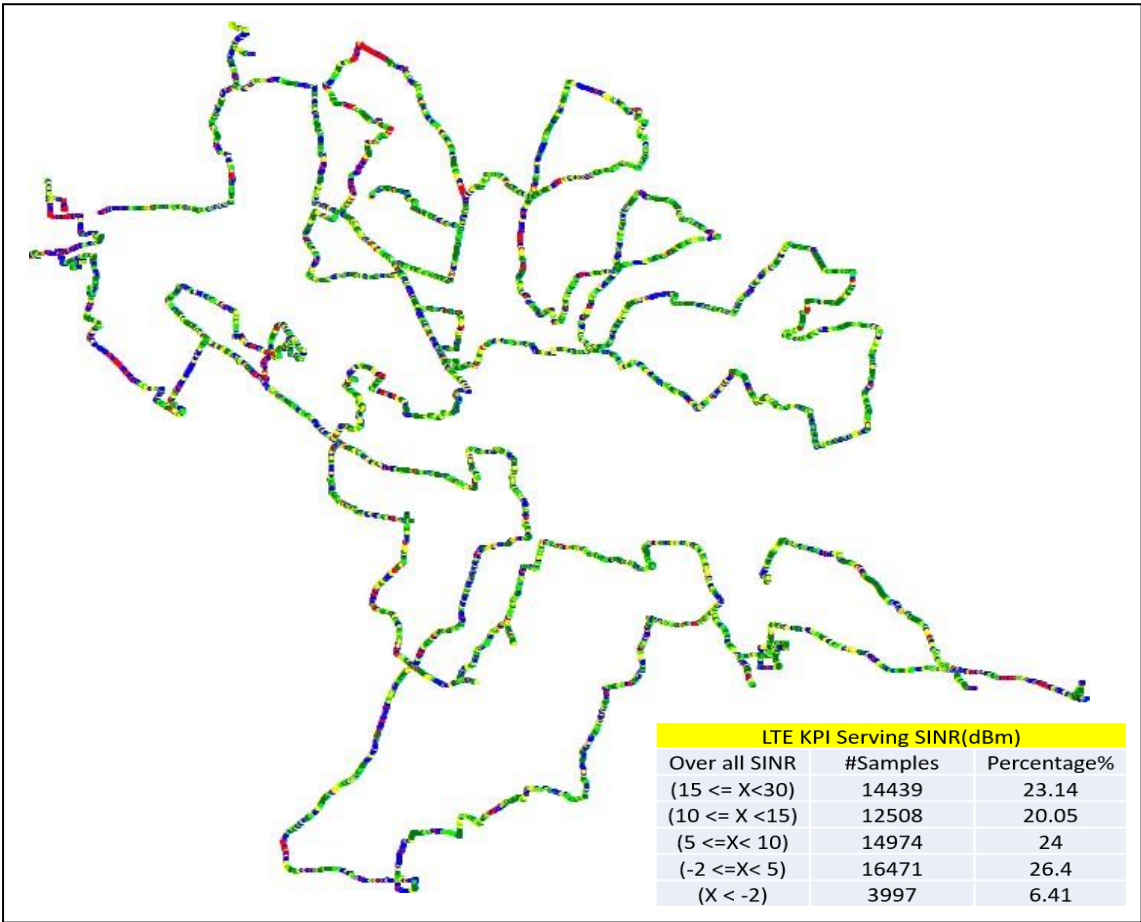 LTE KPI Serving SINR(dBm)
Over all SINR #Samples Percentage%
(15 <= X<30) 14439 23.14
(10 <= X <15) 12508 20.05
(5 <=X< 10) 14974 24
(-2 <=X< 5) 16471 26.4
(X < -2) 3997 6.41